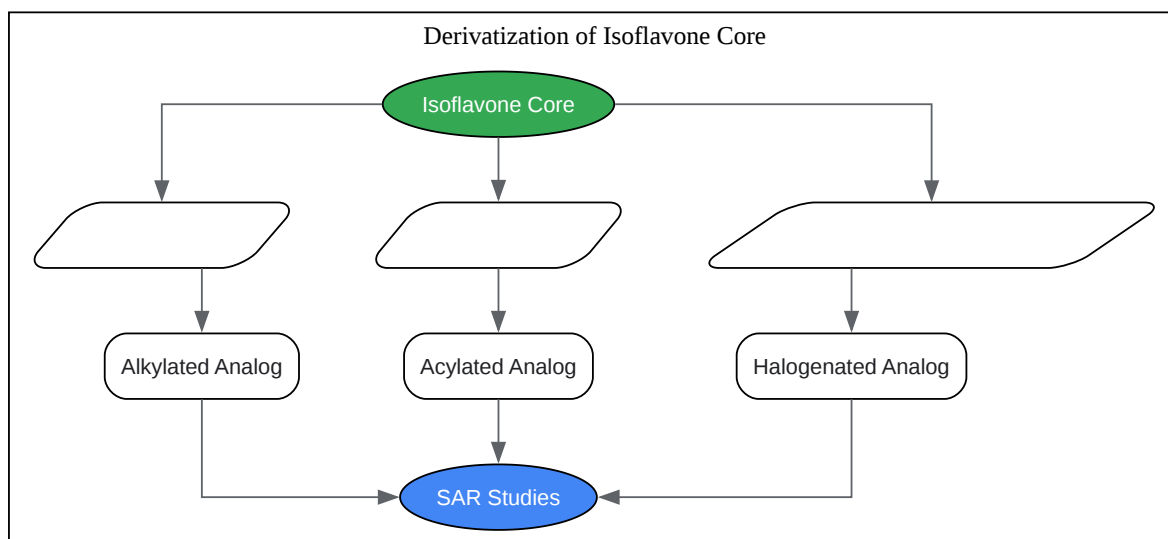 Derivatization of Isoflavone Core
Isoflavone Core
Alkylated Analog
Acylated Analog
Halogenated Analog
SAR Studies